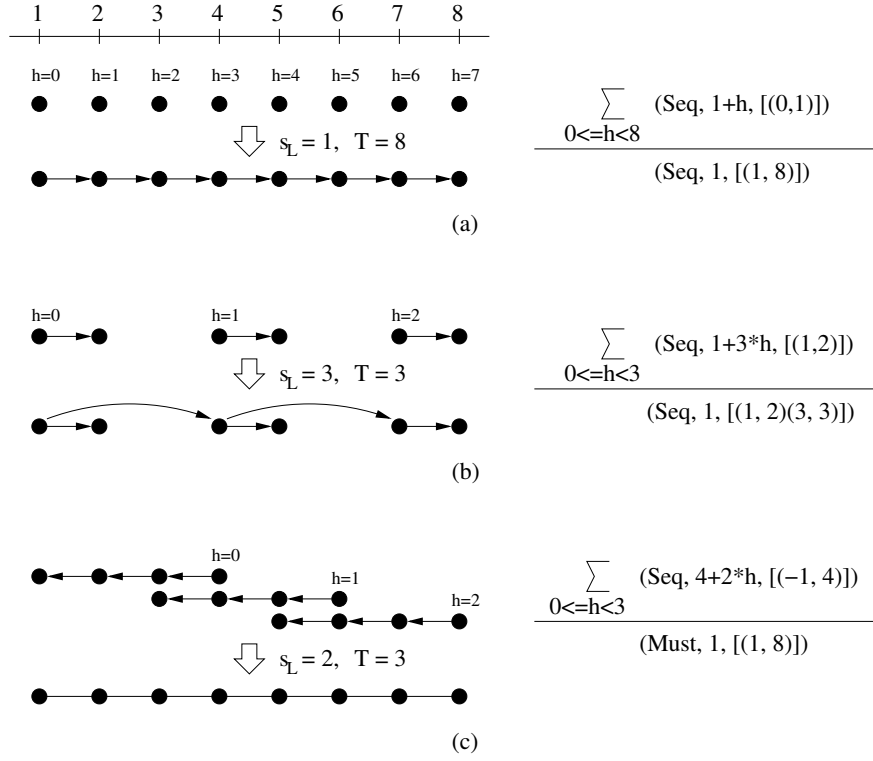 1 2 3 4 5 6 7 8
h=0 h=1 h=2 h=3 h=4 h=5 h=6 h=7
s_L = 1, T = 8
(a)
∑ (Seq, 1+h, [(0,1)])
0<=h<8
(Seq, 1, [(1, 8)])
h=0 h=1 h=2
s_L = 3, T = 3
(b)
∑ (Seq, 1+3*h, [(1,2)])
0<=h<3
(Seq, 1, [(1, 2)(3, 3)])
h=0
h=1
h=2
s_L = 2, T = 3
(c)
∑ (Seq, 4+2*h, [(−1, 4)])
0<=h<3
(Must, 1, [(1, 8)])